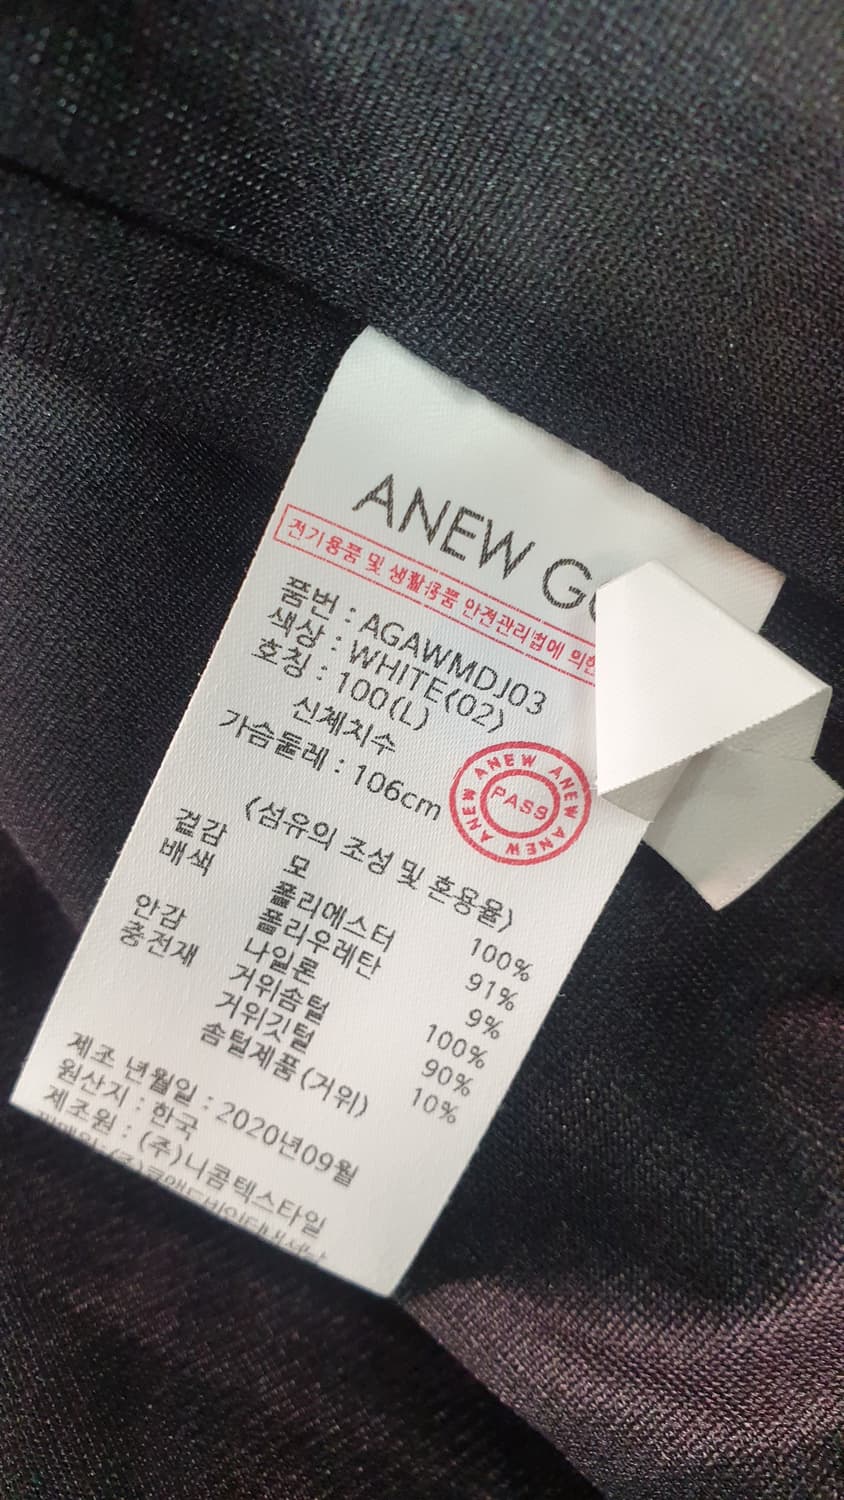 ANEW G
전기용품 및 생활용품 안전관리법에 의한
품번 : AGAWMDJ03
색상 : WHITE(02)
호칭 : 100(L)
신체치수
가슴둘레 : 106cm
ANEW ANEW ANEW ANEW
PASS
(섬유의 조성 및 혼용율)
겉감 모 100%
배색 폴리에스터 91%
폴리우레탄 9%
안감 나일론 100%
충전재 거위솜털 90%
거위깃털 10%
솜털제품(거위)
제조 년월일 : 2020년09월
원산지 : 한국
제조원 : (주)니콤텍스타일